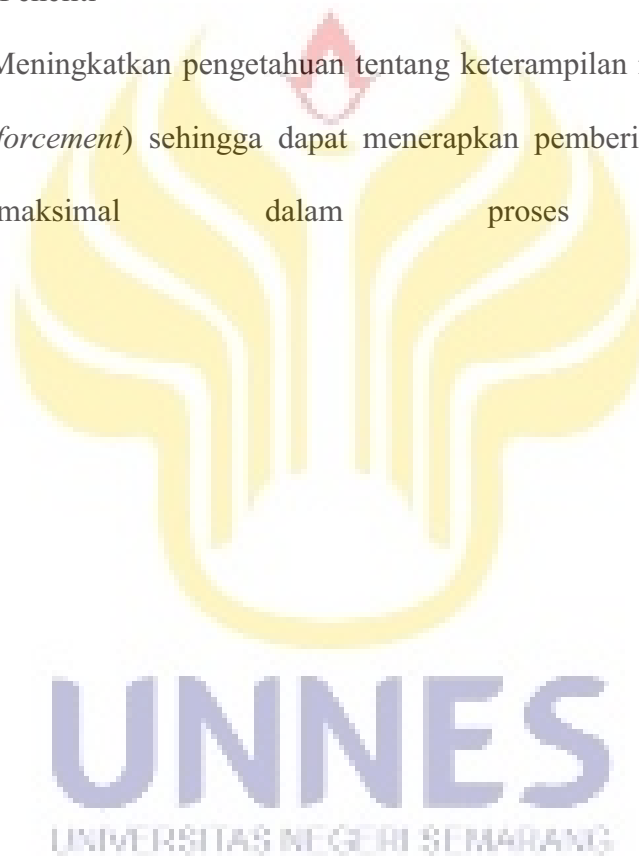 Meningkatkan pengetahuan tentang keterampilan
forcement) sehingga dapat menerapkan pemberi
maksimal dalam proses
UNNES
UNIVERSITAS NEGERI SEMARANG